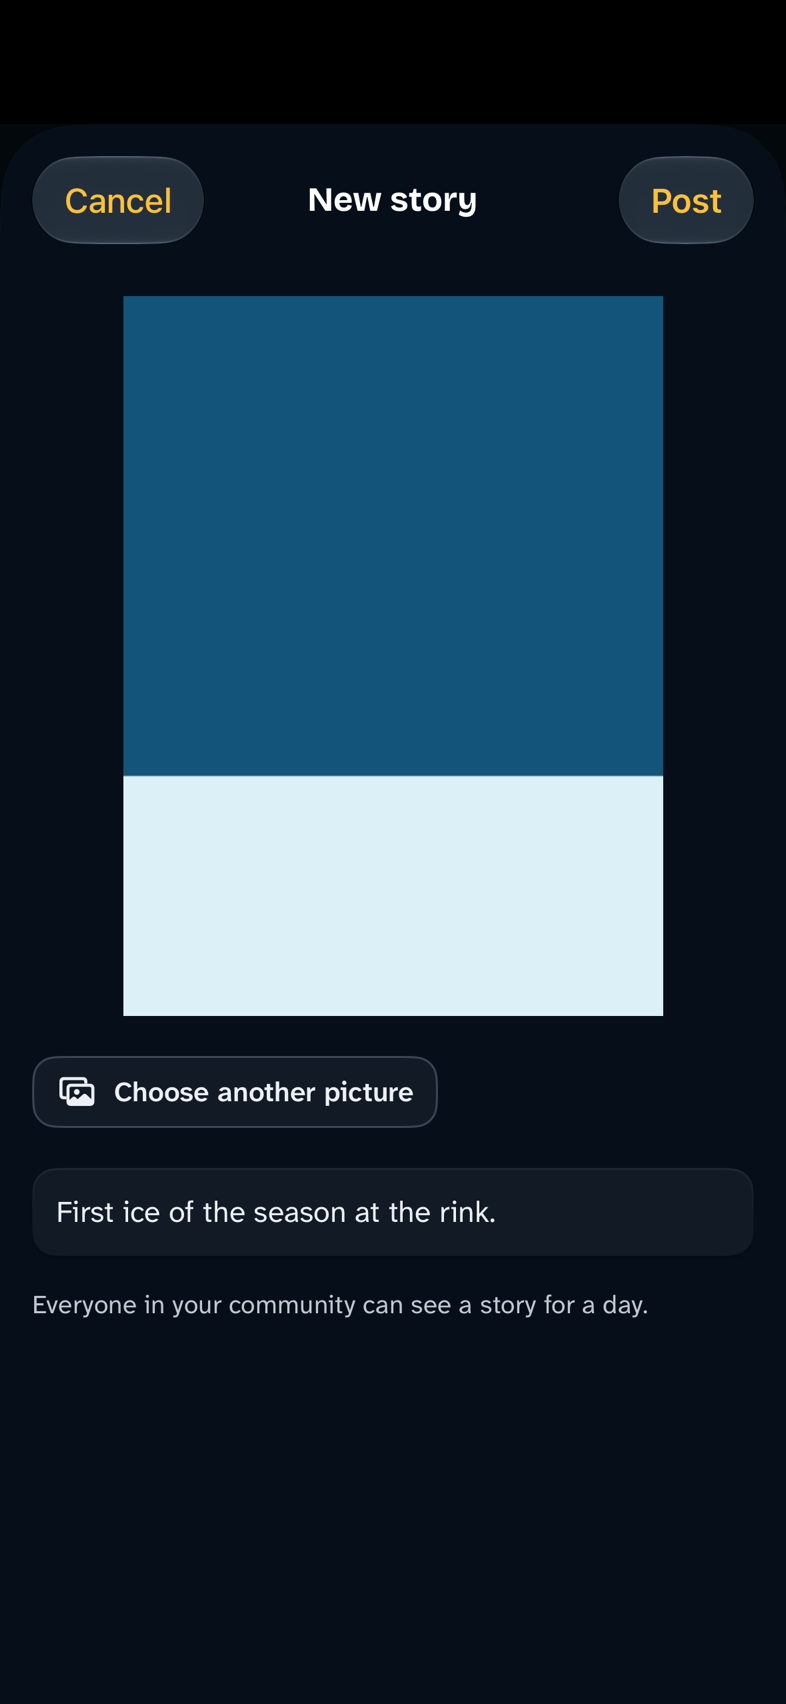 Cancel
New story
Post
Choose another picture
First ice of the season at the rink.
Everyone in your community can see a story for a day.